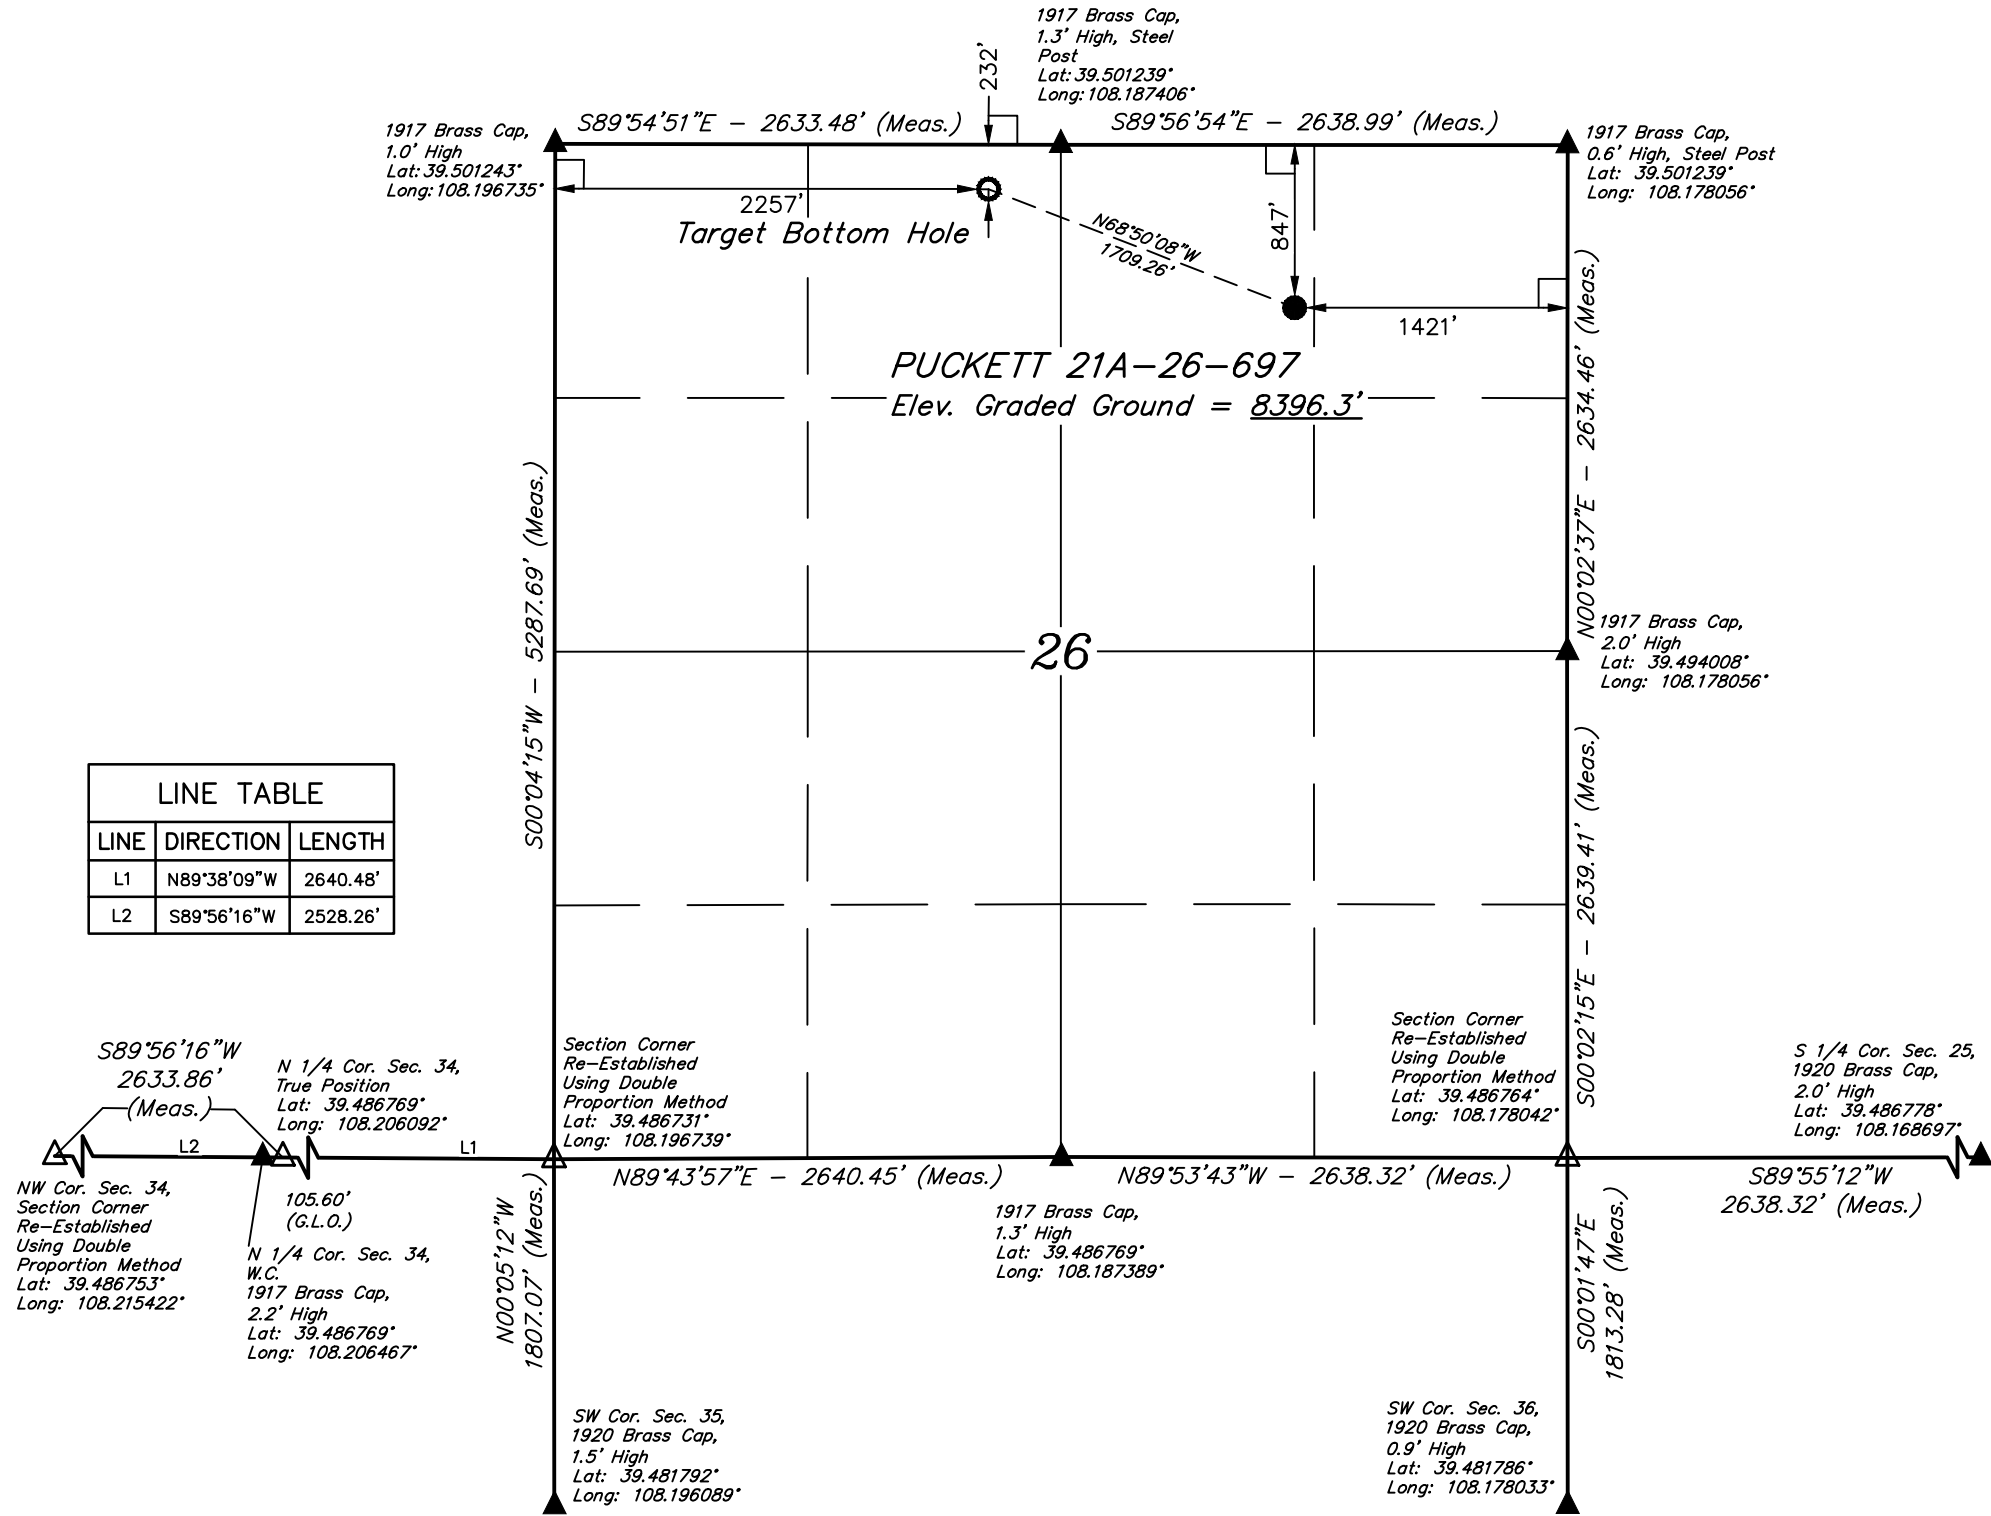 1917 Brass Cap,
1.3' High, Steel
Post
Lat: 39.501239°
Long: 108.187406°
232'
S89°54'51"E - 2633.48' (Meas.)
S89°56'54"E - 2638.99' (Meas.)
1917 Brass Cap,
1.0' High
Lat: 39.501243°
Long: 108.196735°
1917 Brass Cap,
0.6' High, Steel Post
Lat: 39.501239°
Long: 108.178056°
2257'
Target Bottom Hole
N68°50'08"W
1709.26'
847'
1421'
PUCKETT 21A-26-697
Elev. Graded Ground = 8396.3'
N00°02'37"E - 2634.46' (Meas.)
S00°04'15"W - 5287.69' (Meas.)
26
1917 Brass Cap,
2.0' High
Lat: 39.494008°
Long: 108.178056°
S00°02'15"E - 2639.41' (Meas.)
LINE TABLE
LINE DIRECTION LENGTH
L1 N89°38'09"W 2640.48'
L2 S89°56'16"W 2528.26'
S89°56'16"W
2633.86'
(Meas.)
N 1/4 Cor. Sec. 34,
True Position
Lat: 39.486769°
Long: 108.206092°
Section Corner
Re-Established
Using Double
Proportion Method
Lat: 39.486731°
Long: 108.196739°
Section Corner
Re-Established
Using Double
Proportion Method
Lat: 39.486764°
Long: 108.178042°
S 1/4 Cor. Sec. 25,
1920 Brass Cap,
2.0' High
Lat: 39.486778°
Long: 108.168697°
L2
L1
N89°43'57"E - 2640.45' (Meas.)
N89°53'43"W - 2638.32' (Meas.)
S89°55'12"W
2638.32' (Meas.)
NW Cor. Sec. 34,
Section Corner
Re-Established
Using Double
Proportion Method
Lat: 39.486753°
Long: 108.215422°
105.60'
(G.L.O.)
N 1/4 Cor. Sec. 34,
W.C.
1917 Brass Cap,
2.2' High
Lat: 39.486769°
Long: 108.206467°
N00°05'12"W
1807.07' (Meas.)
1917 Brass Cap,
1.3' High
Lat: 39.486769°
Long: 108.187389°
S00°01'47"E
1813.28' (Meas.)
SW Cor. Sec. 35,
1920 Brass Cap,
1.5' High
Lat: 39.481792°
Long: 108.196089°
SW Cor. Sec. 36,
1920 Brass Cap,
0.9' High
Lat: 39.481786°
Long: 108.178033°